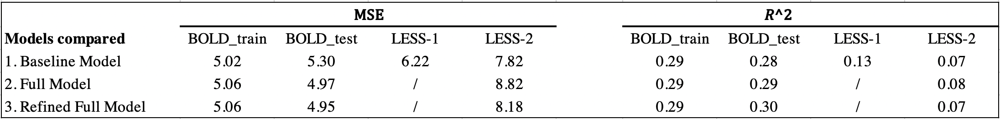 MSE R^2
Models compared BOLD_train BOLD_test LESS-1 LESS-2 BOLD_train BOLD_test LESS-1 LESS-2
1. Baseline Model 5.02 5.30 6.22 7.82 0.29 0.28 0.13 0.07
2. Full Model 5.06 4.97 / 8.82 0.29 0.29 / 0.08
3. Refined Full Model 5.06 4.95 / 8.18 0.29 0.30 / 0.07